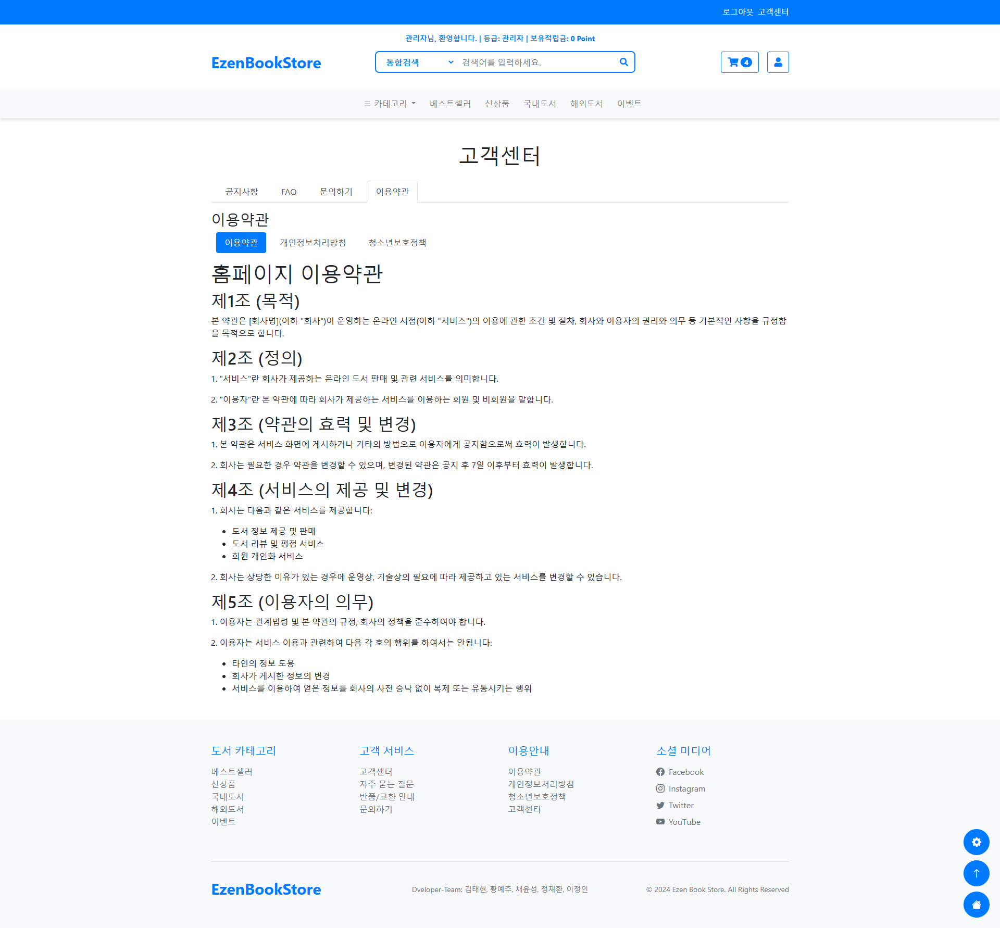 로그아웃 고객센터
관리자님, 환영합니다. | 등급: 관리자 | 보유적립금: 0 Point
EzenBookStore 통합검색 검색어를 입력하세요. 4
카테고리 베스트셀러 신상품 국내도서 해외도서 이벤트
고객센터
공지사항 FAQ 문의하기 이용약관
이용약관
이용약관 개인정보처리방침 청소년보호정책
홈페이지 이용약관
제1조 (목적)
본 약관은 [회사명](이하 "회사")이 운영하는 온라인 서점(이하 "서비스")의 이용에 관한 조건 및 절차, 회사와 이용자의 권리와 의무 등 기본적인 사항을 규정함
을 목적으로 합니다.
제2조 (정의)
1. "서비스"란 회사가 제공하는 온라인 도서 판매 및 관련 서비스를 의미합니다.
2. "이용자"란 본 약관에 따라 회사가 제공하는 서비스를 이용하는 회원 및 비회원을 말합니다.
제3조 (약관의 효력 및 변경)
1. 본 약관은 서비스 화면에 게시하거나 기타의 방법으로 이용자에게 공지함으로써 효력이 발생합니다.
2. 회사는 필요한 경우 약관을 변경할 수 있으며, 변경된 약관은 공지 후 7일 이후부터 효력이 발생합니다.
제4조 (서비스의 제공 및 변경)
1. 회사는 다음과 같은 서비스를 제공합니다:
• 도서 정보 제공 및 판매
• 도서 리뷰 및 평점 서비스
• 회원 개인화 서비스
2. 회사는 상당한 이유가 있는 경우에 운영상, 기술상의 필요에 따라 제공하고 있는 서비스를 변경할 수 있습니다.
제5조 (이용자의 의무)
1. 이용자는 관계법령 및 본 약관의 규정, 회사의 정책을 준수하여야 합니다.
2. 이용자는 서비스 이용과 관련하여 다음 각 호의 행위를 하여서는 안됩니다:
• 타인의 정보 도용
• 회사가 게시한 정보의 변경
• 서비스를 이용하여 얻은 정보를 회사의 사전 승낙 없이 복제 또는 유통시키는 행위
도서 카테고리
베스트셀러
신상품
국내도서
해외도서
이벤트
고객 서비스
고객센터
자주 묻는 질문
반품/교환 안내
문의하기
이용안내
이용약관
개인정보처리방침
청소년보호정책
고객센터
소셜 미디어
Facebook
Instagram
Twitter
YouTube
EzenBookStore Dveloper-Team: 김태현, 황예주, 채윤성, 정재환, 이정인 © 2024 Ezen Book Store. All Rights Reserved